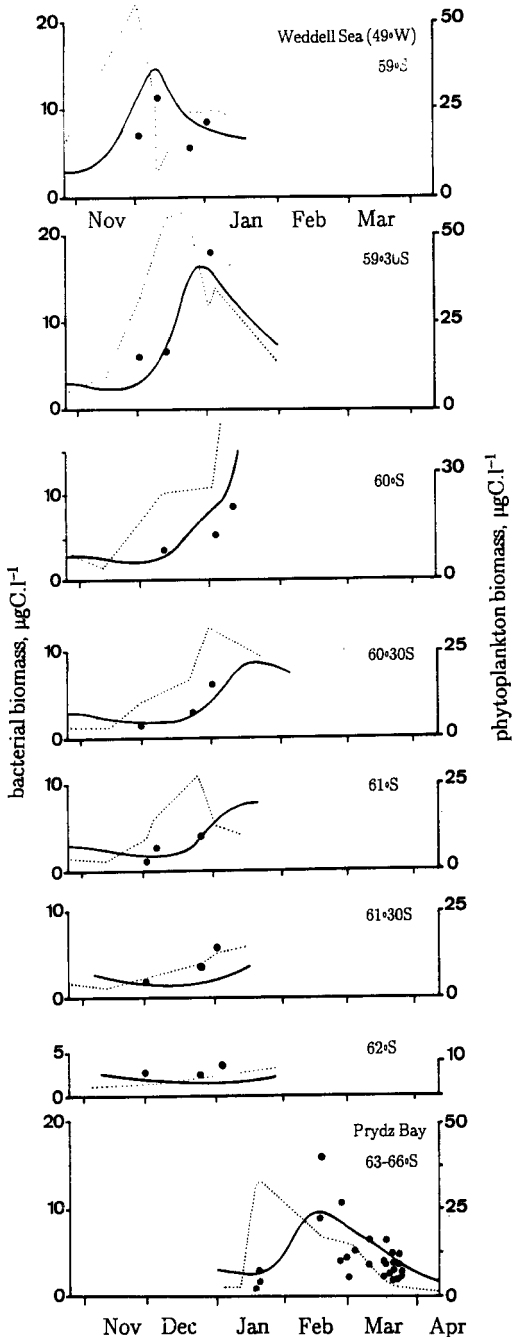 20
10
0
50
25
0
Weddell Sea (49∘W)
59∘S
Nov Jan Feb Mar
20
10
0
50
25
0
59∘30S
10
0
30
0
60∘S
10
0
25
0
60∘30S
10
0
25
0
61∘S
10
0
25
0
61∘30S
5
0
10
62∘S
20
10
0
50
25
0
Prydz Bay
63-66∘S
Nov Dec Jan Feb Mar Apr
bacterial biomass, µgC.l⁻¹
phytoplankton biomass, µgC.l⁻¹